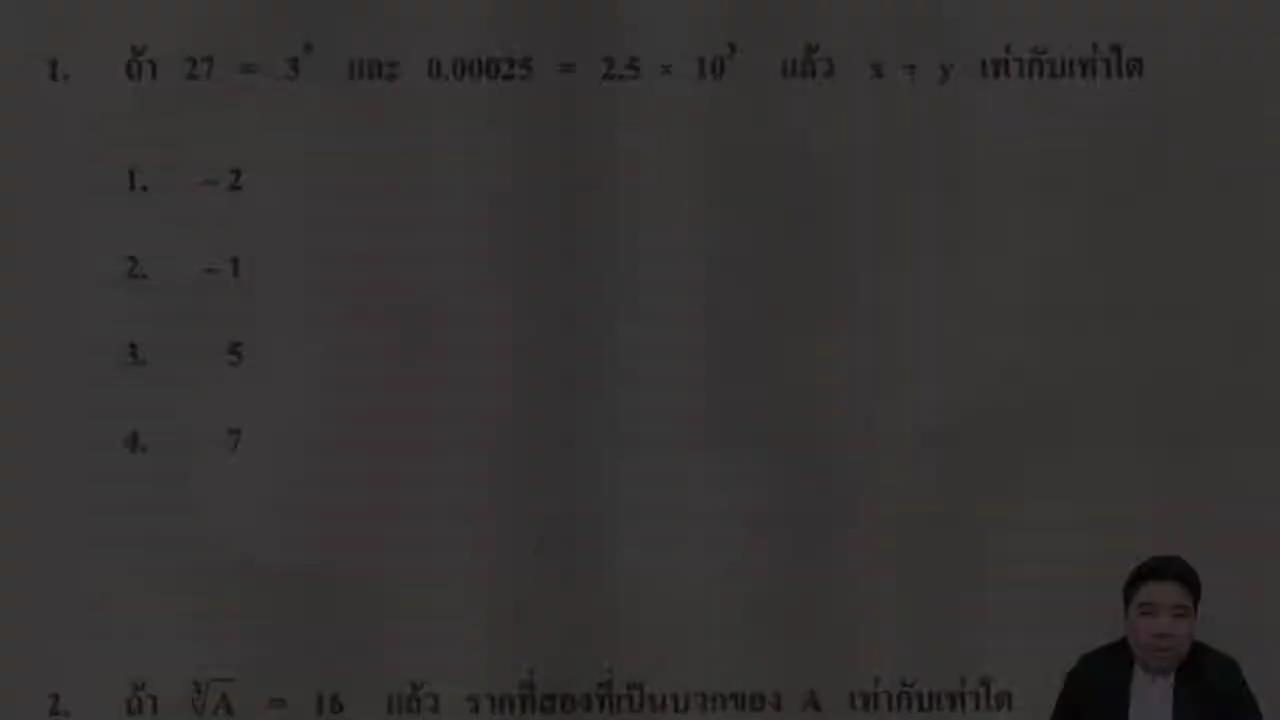 1. ถ้า 27 = 3ˣ และ 0.00025 = 2.5 × 10ʸ แล้ว x + y เท่ากับเท่าใด
1. – 2
2. – 1
3. 5
4. 7
2. ถ้า ∛A = 16 แล้ว รากที่สองที่เป็นบวกของ A เท่ากับเท่าใด